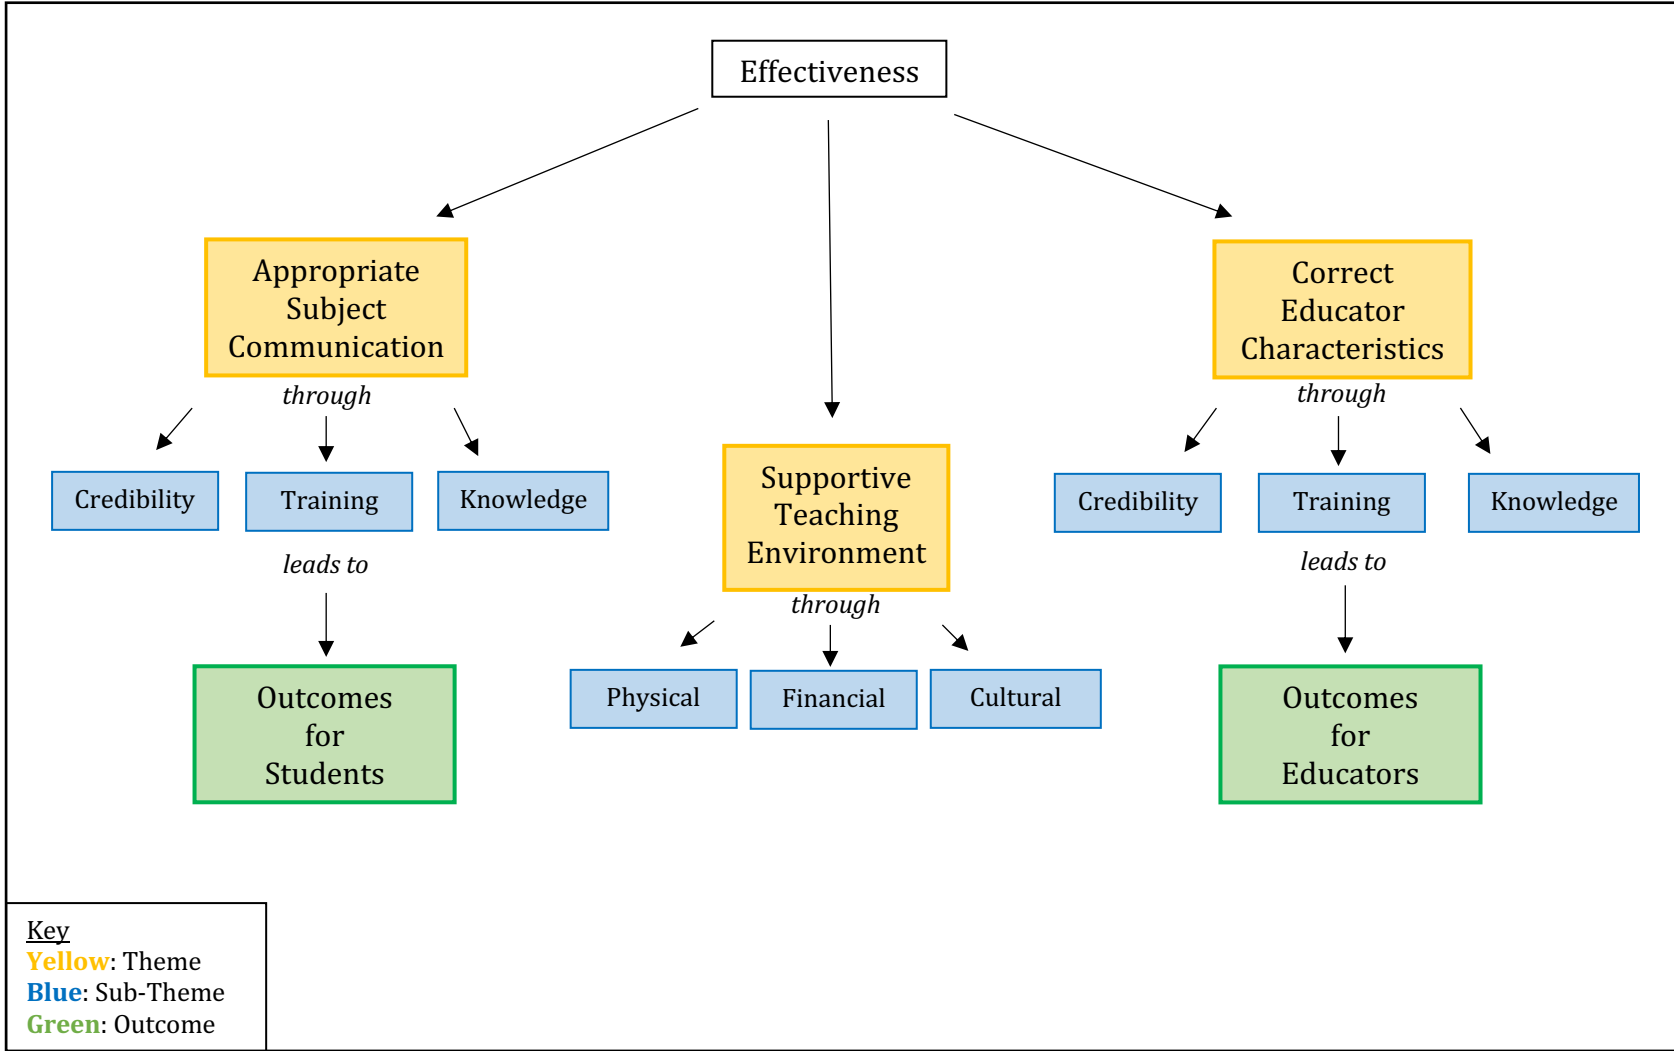 Effectiveness
Appropriate
Subject
Communication
through
Credibility
Training
Knowledge
leads to
Outcomes
for
Students
Supportive
Teaching
Environment
through
Physical
Financial
Cultural
Correct
Educator
Characteristics
through
Credibility
Training
Knowledge
leads to
Outcomes
for
Educators
Key
Yellow: Theme
Blue: Sub-Theme
Green: Outcome